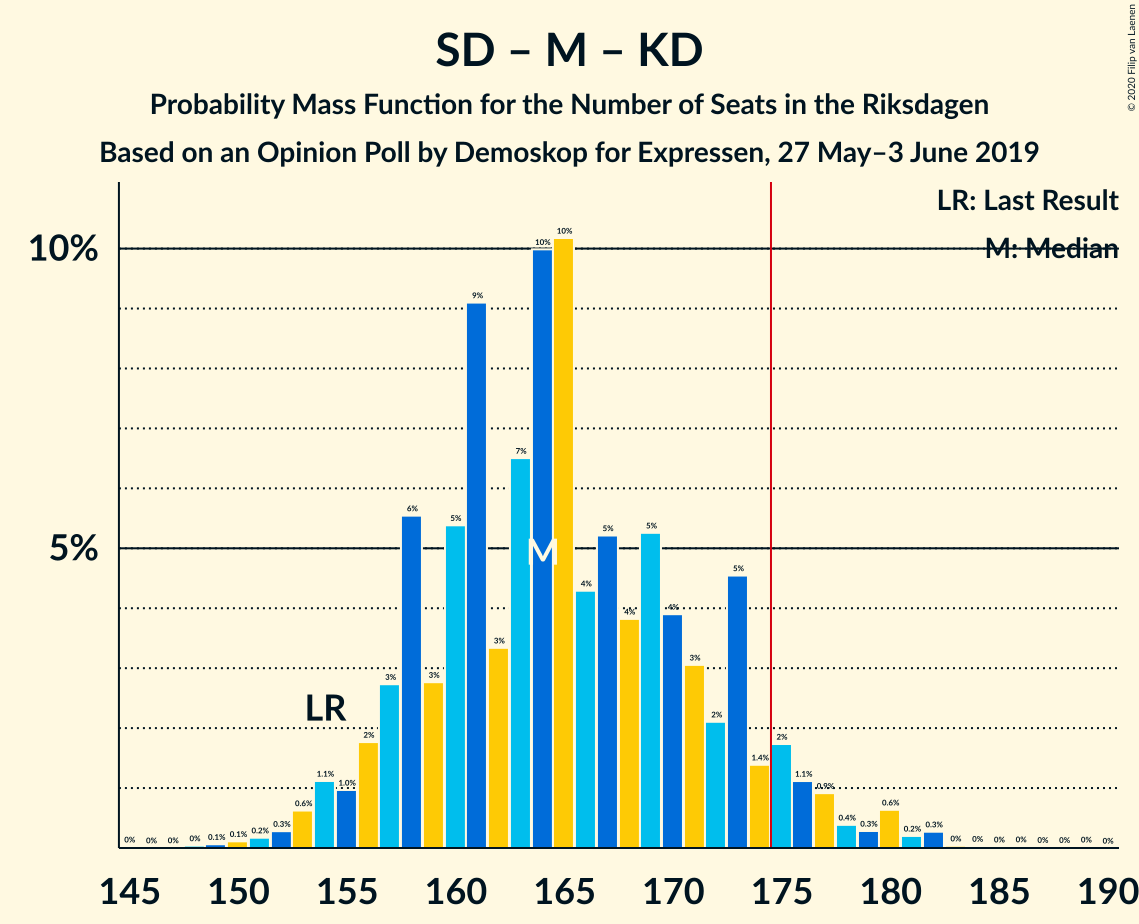 SD – M – KD
Probability Mass Function for the Number of Seats in the Riksdagen
Based on an Opinion Poll by Demoskop for Expressen, 27 May–3 June 2019
© 2020 Filip van Laenen
LR: Last Result
M: Median
10%
5%
LR
M
0% 0% 0% 0% 0.1% 0.1% 0.2% 0.3% 0.6% 1.1% 1.0% 2% 3% 6% 3% 5% 9% 3% 7% 10% 10% 4% 5% 4% 5% 4% 3% 2% 5% 1.4% 2% 1.1% 0.9% 0.4% 0.3% 0.6% 0.2% 0.3% 0% 0% 0% 0% 0% 0% 0% 0%
145 150 155 160 165 170 175 180 185 190